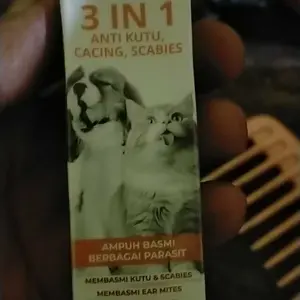 3 IN 1
ANTI KUTU,
CACING, SCABIES
AMPUH BASMI
BERBAGAI PARASIT
MEMBASMI KUTU & SCABIES
MEMBASMI EAR MITES